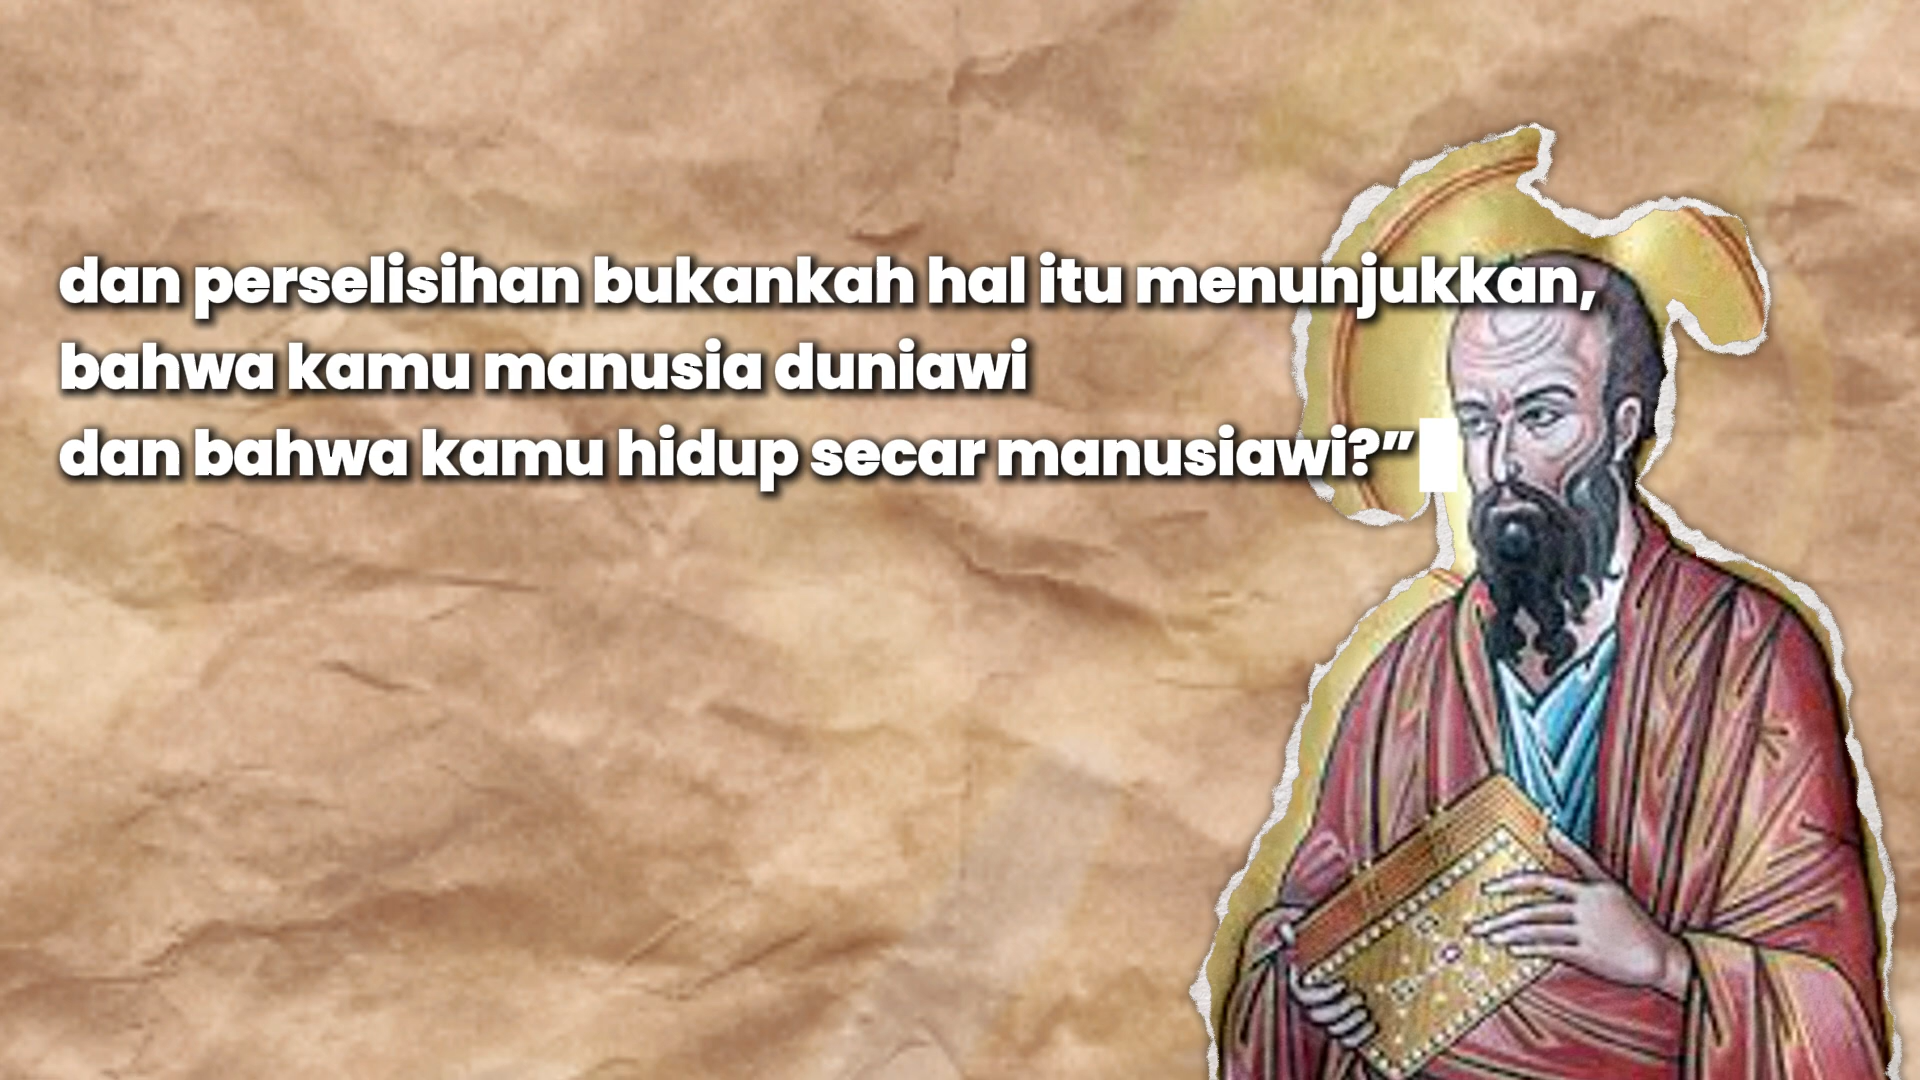 dan perselisihan bukankah hal itu menunjukkan,
bahwa kamu manusia duniawi
dan bahwa kamu hidup secar manusiawi?”